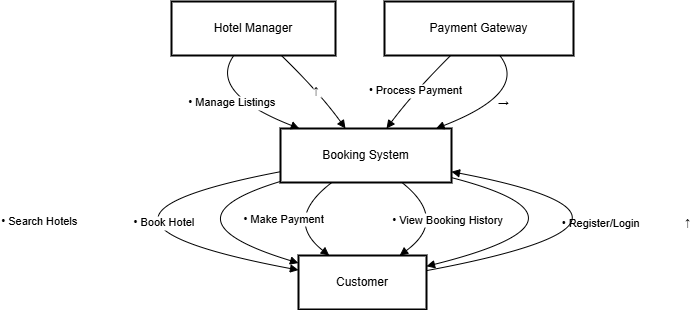 Hotel Manager
Payment Gateway
↑
• Process Payment
• Manage Listings
→
Booking System
• Search Hotels
• Book Hotel
• Make Payment
• View Booking History
• Register/Login
↑
Customer